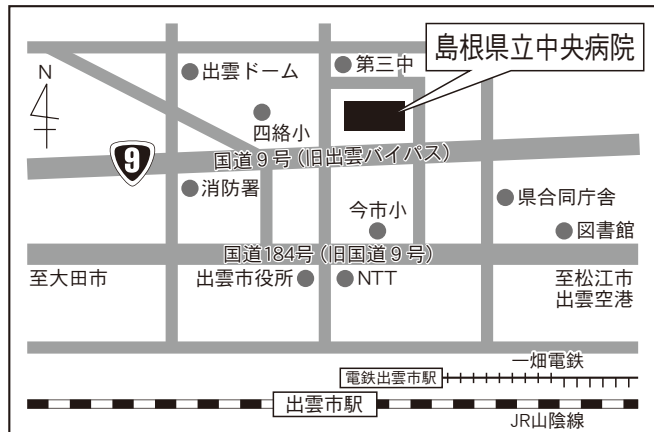 島根県立中央病院
N
出雲ドーム
第三中
四絡小
9
国道9号(旧出雲バイパス)
消防署
今市小
県合同庁舎
図書館
国道184号(旧国道9号)
至大田市
出雲市役所
NTT
至松江市
出雲空港
一畑電鉄
電鉄出雲市駅
出雲市駅
JR山陰線